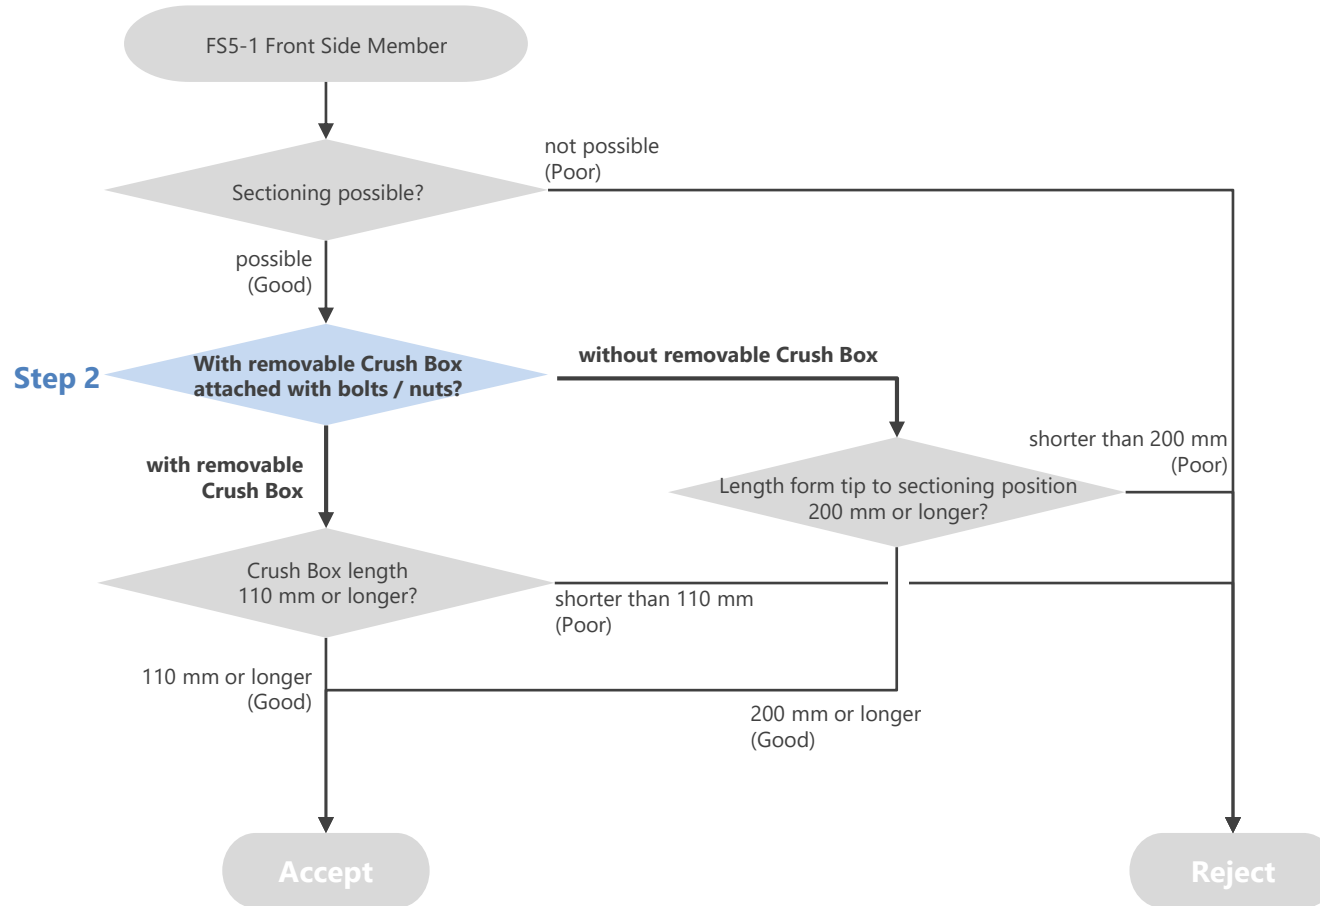 FS5-1 Front Side Member
not possible
(Poor)
Sectioning possible?
possible
(Good)
Step 2
With removable Crush Box
attached with bolts / nuts?
without removable Crush Box
with removable
Crush Box
shorter than 200 mm
(Poor)
Length form tip to sectioning position
200 mm or longer?
Crush Box length
110 mm or longer?
shorter than 110 mm
(Poor)
110 mm or longer
(Good)
200 mm or longer
(Good)
Accept
Reject